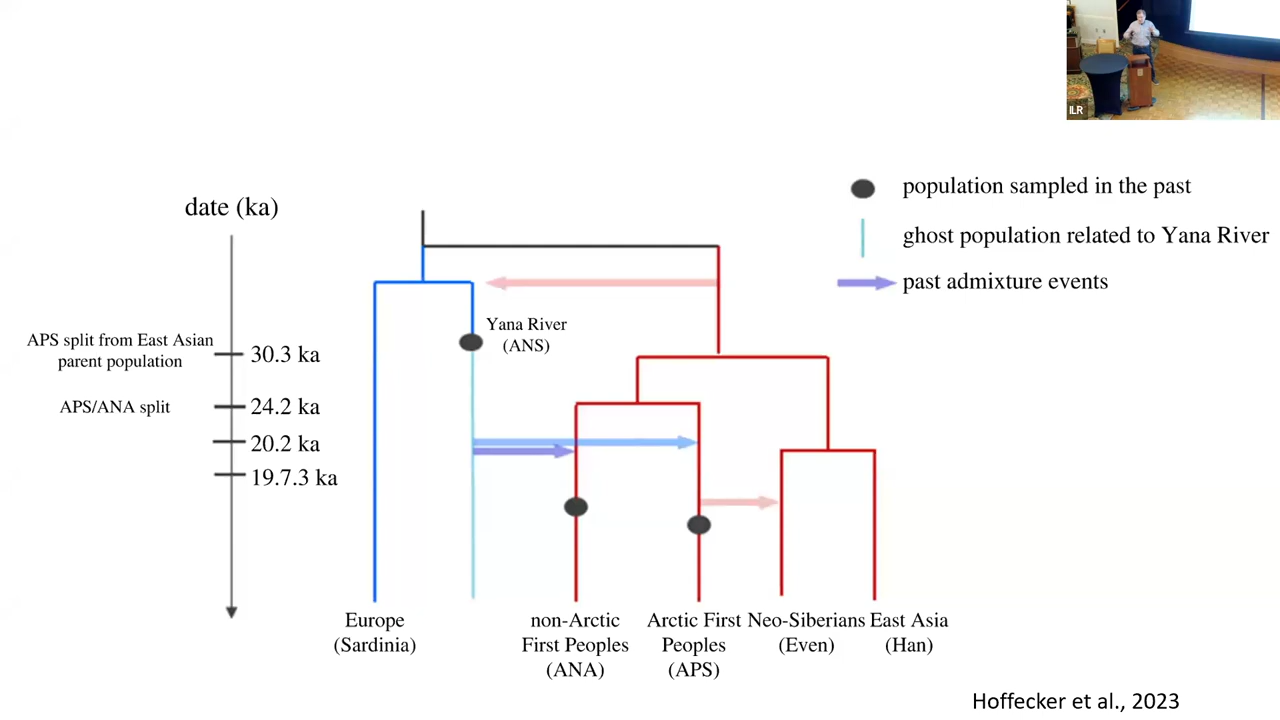 ILR
population sampled in the past
date (ka)
ghost population related to Yana River
past admixture events
Yana River
(ANS)
APS split from East Asian
parent population
30.3 ka
APS/ANA split
24.2 ka
20.2 ka
19.7.3 ka
Europe
(Sardinia)
non-Arctic
First Peoples
(ANA)
Arctic First
Peoples
(APS)
Neo-Siberians
(Even)
East Asia
(Han)
Hoffecker et al., 2023